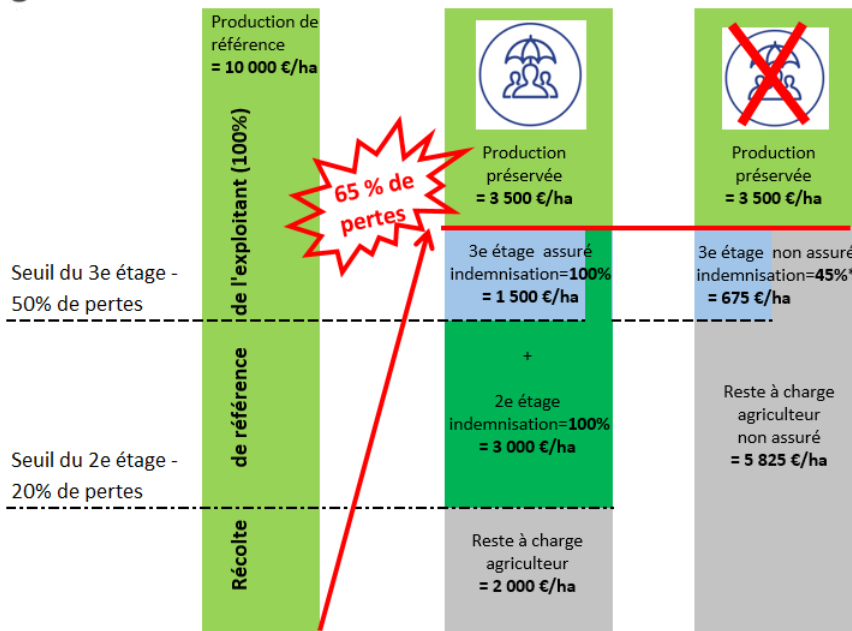 Production de
référence
= 10 000 €/ha
Récolte de référence de l'exploitant (100%)
65 % de
pertes
Production
préservée
= 3 500 €/ha
Production
préservée
= 3 500 €/ha
Seuil du 3e étage -
50% de pertes
3e étage assuré
indemnisation=100%
= 1 500 €/ha
3e étage non assuré
indemnisation=45%*
= 675 €/ha
+
2e étage
indemnisation=100%
= 3 000 €/ha
Reste à charge
agriculteur
non assuré
= 5 825 €/ha
Seuil du 2e étage -
20% de pertes
Reste à charge
agriculteur
= 2 000 €/ha